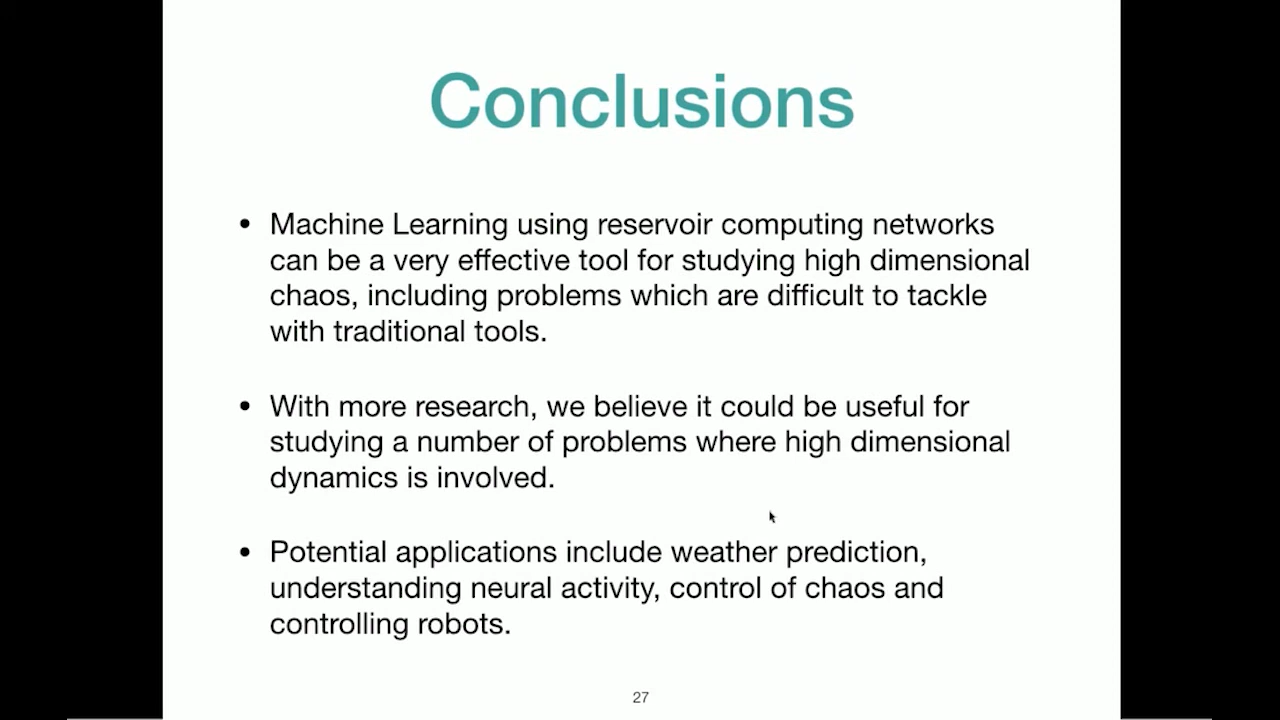 Conclusions
• Machine Learning using reservoir computing networks
can be a very effective tool for studying high dimensional
chaos, including problems which are difficult to tackle
with traditional tools.
• With more research, we believe it could be useful for
studying a number of problems where high dimensional
dynamics is involved.
• Potential applications include weather prediction,
understanding neural activity, control of chaos and
controlling robots.
27